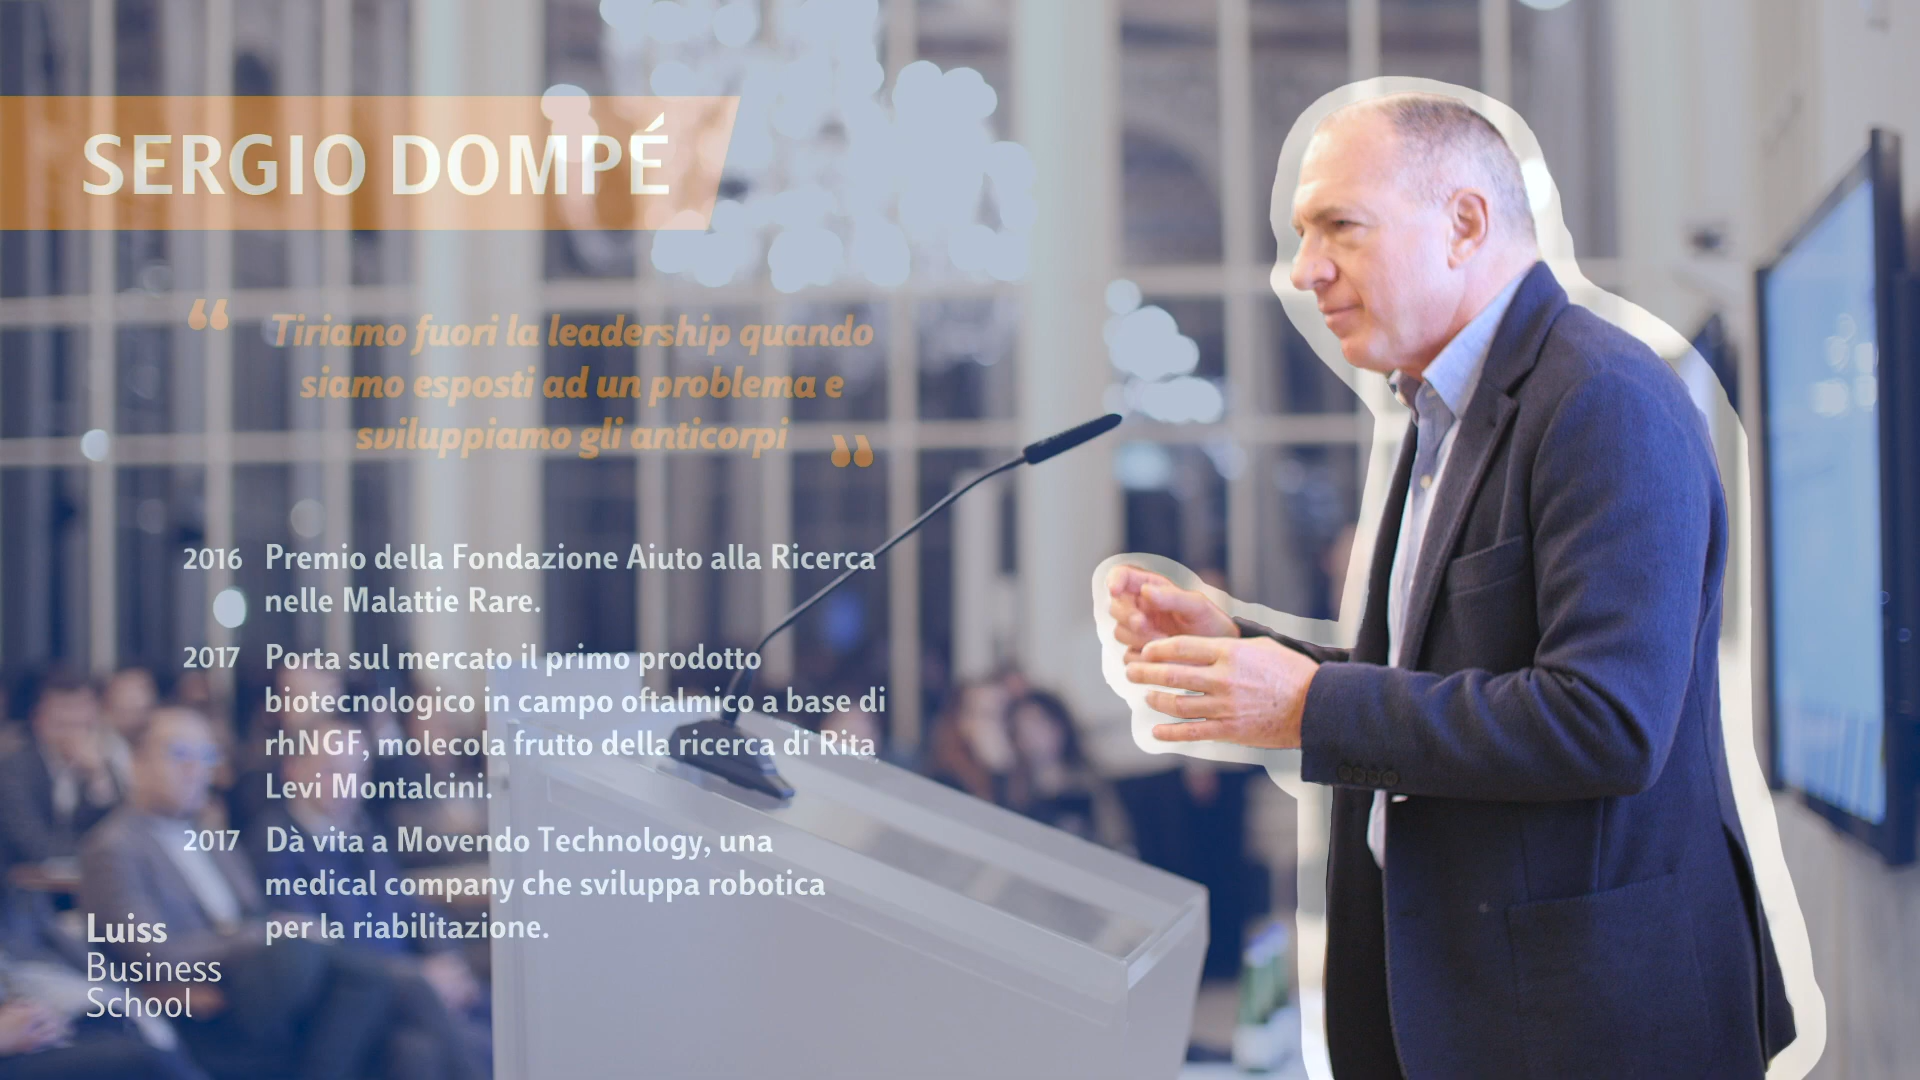 SERGIO DOMPÉ
“ Tiriamo fuori la leadership quando
siamo esposti ad un problema e
sviluppiamo gli anticorpi ”
2016 Premio della Fondazione Aiuto alla Ricerca
nelle Malattie Rare.
2017 Porta sul mercato il primo prodotto
biotecnologico in campo oftalmico a base di
rhNGF, molecola frutto della ricerca di Rita
Levi Montalcini.
2017 Dà vita a Movendo Technology, una
medical company che sviluppa robotica
per la riabilitazione.
Luiss
Business
School